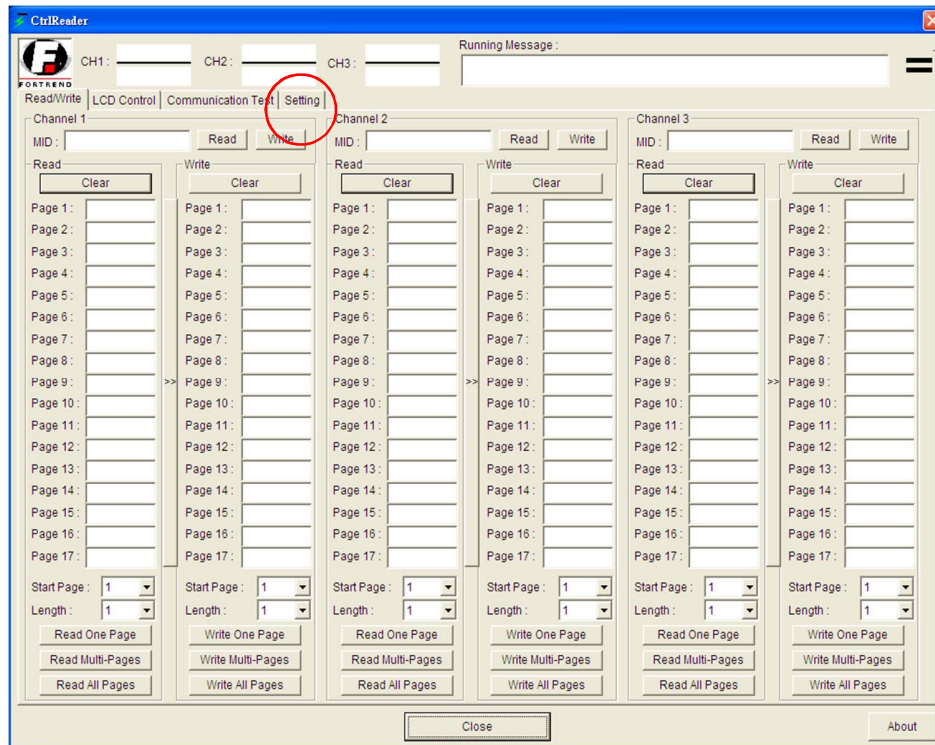 CtrlReader
FORTREND
CH1 :
CH2 :
CH3 :
Running Message :
Read/Write
LCD Control
Communication Test
Setting
Channel 1
MID :
Read
Write
Read
Clear
Page 1 :
Page 2 :
Page 3 :
Page 4 :
Page 5 :
Page 6 :
Page 7 :
Page 8 :
Page 9 :
Page 10 :
Page 11 :
Page 12 :
Page 13 :
Page 14 :
Page 15 :
Page 16 :
Page 17 :
Start Page : 1
Length : 1
Read One Page
Read Multi-Pages
Read All Pages
>>
Write
Clear
Page 1 :
Page 2 :
Page 3 :
Page 4 :
Page 5 :
Page 6 :
Page 7 :
Page 8 :
Page 9 :
Page 10 :
Page 11 :
Page 12 :
Page 13 :
Page 14 :
Page 15 :
Page 16 :
Page 17 :
Start Page : 1
Length : 1
Write One Page
Write Multi-Pages
Write All Pages
Channel 2
MID :
Read
Write
Read
Clear
Page 1 :
Page 2 :
Page 3 :
Page 4 :
Page 5 :
Page 6 :
Page 7 :
Page 8 :
Page 9 :
Page 10 :
Page 11 :
Page 12 :
Page 13 :
Page 14 :
Page 15 :
Page 16 :
Page 17 :
Start Page : 1
Length : 1
Read One Page
Read Multi-Pages
Read All Pages
>>
Write
Clear
Page 1 :
Page 2 :
Page 3 :
Page 4 :
Page 5 :
Page 6 :
Page 7 :
Page 8 :
Page 9 :
Page 10 :
Page 11 :
Page 12 :
Page 13 :
Page 14 :
Page 15 :
Page 16 :
Page 17 :
Start Page : 1
Length : 1
Write One Page
Write Multi-Pages
Write All Pages
Channel 3
MID :
Read
Write
Read
Clear
Page 1 :
Page 2 :
Page 3 :
Page 4 :
Page 5 :
Page 6 :
Page 7 :
Page 8 :
Page 9 :
Page 10 :
Page 11 :
Page 12 :
Page 13 :
Page 14 :
Page 15 :
Page 16 :
Page 17 :
Start Page : 1
Length : 1
Read One Page
Read Multi-Pages
Read All Pages
>>
Write
Clear
Page 1 :
Page 2 :
Page 3 :
Page 4 :
Page 5 :
Page 6 :
Page 7 :
Page 8 :
Page 9 :
Page 10 :
Page 11 :
Page 12 :
Page 13 :
Page 14 :
Page 15 :
Page 16 :
Page 17 :
Start Page : 1
Length : 1
Write One Page
Write Multi-Pages
Write All Pages
Close
About